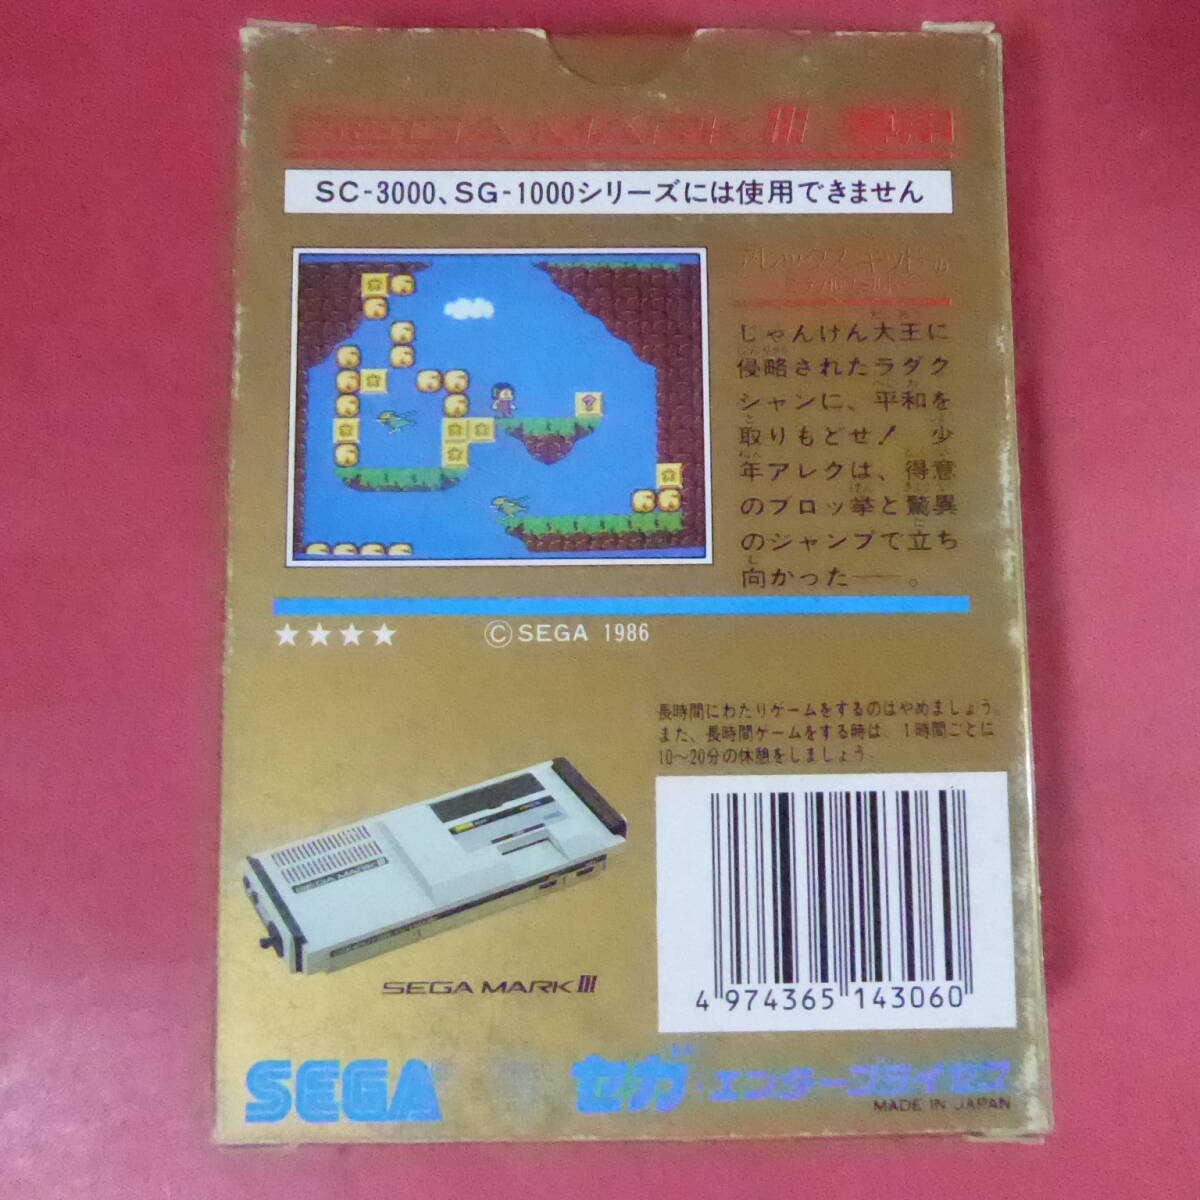 SEGA MARK III 専用
SC-3000、SG-1000シリーズには使用できません
アレックスキッドの
ミラクルワールド
じゃんけん大王に
侵略されたラダク
シャンに、平和を
取りもどせ! 少
年アレクは、得意
のブロッ拳と驚異
のジャンプで立ち
向かった──。
★★★★
©SEGA 1986
長時間にわたりゲームをするのはやめましょう。
また、長時間ゲームをする時は、1時間ごとに
10〜20分の休憩をしましょう。
SEGA MARK III
SEGA MARK III
4 974365 143060
SEGA
セガ・エンタープライゼス
MADE IN JAPAN